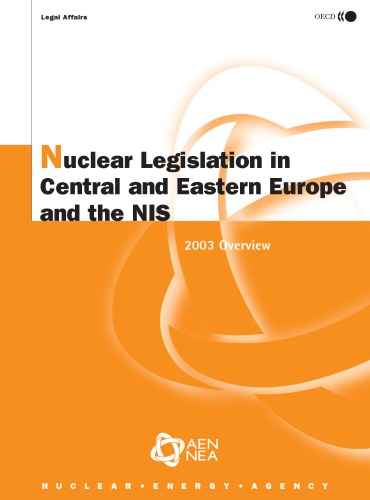 Legal Affairs
OECD
Nuclear Legislation in
Central and Eastern Europe
and the NIS
2003 Overview
AEN
NEA
NUCLEAR • ENERGY • AGENCY